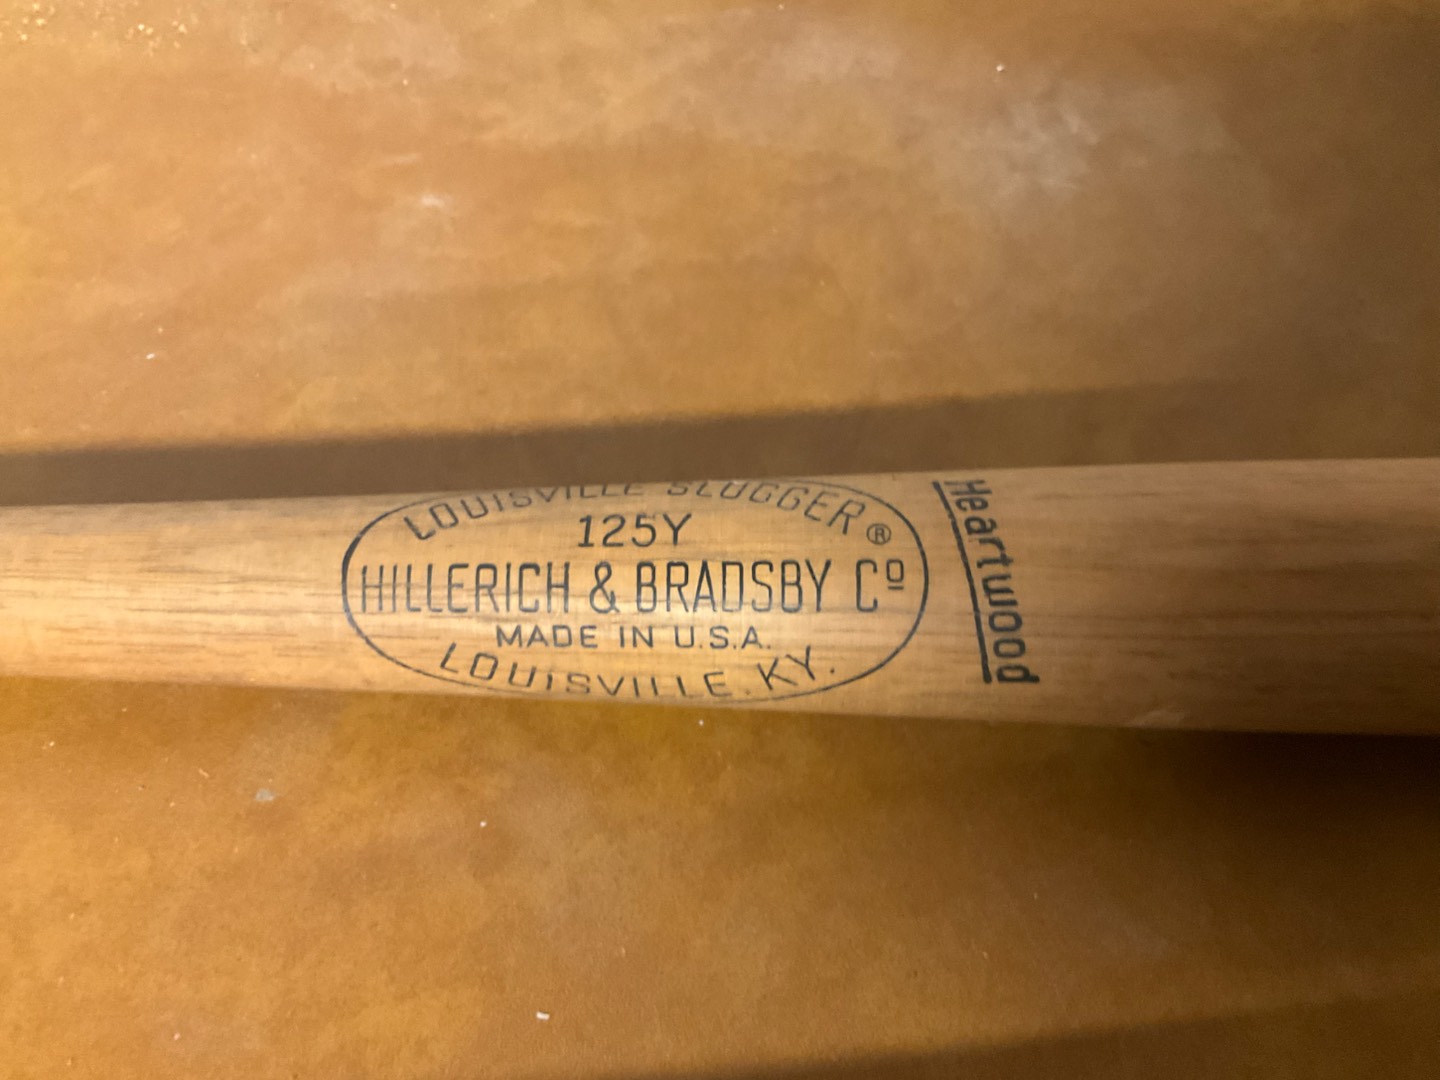 LOUISVILLE SLUGGER®
125Y
HILLERICH & BRADSBY Cº
MADE IN U.S.A.
LOUISVILLE, KY.
Heartwood